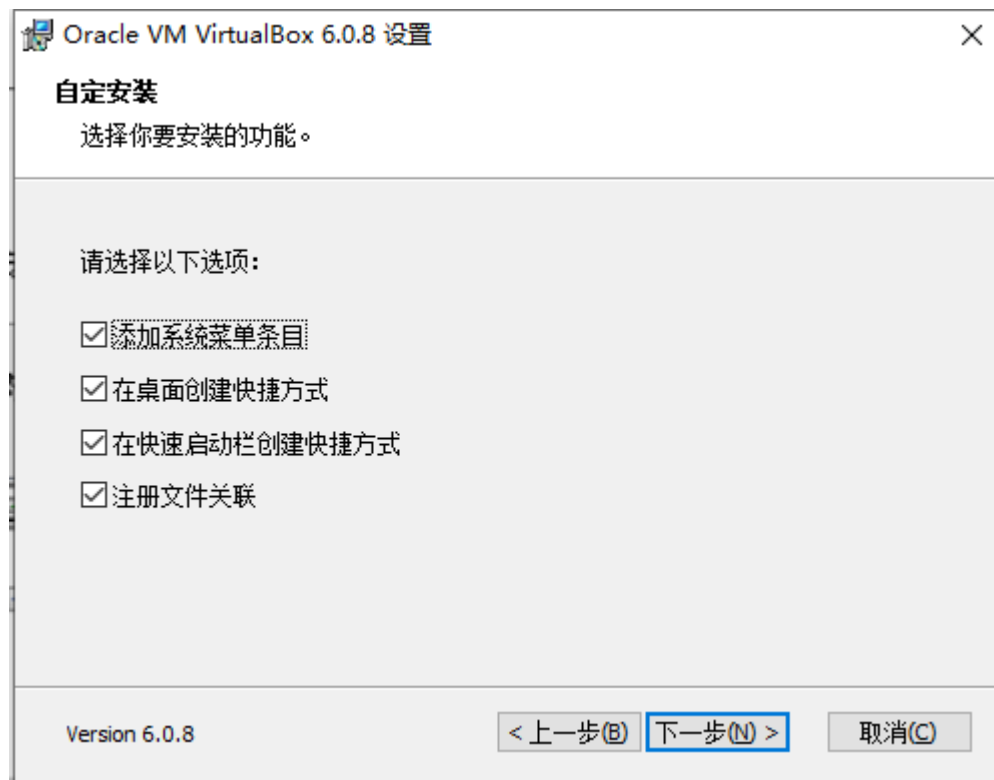 Oracle VM VirtualBox 6.0.8 设置
自定安装
选择你要安装的功能。
请选择以下选项:
添加系统菜单条目
在桌面创建快捷方式
在快速启动栏创建快捷方式
注册文件关联
Version 6.0.8
< 上一步(B)
下一步(N) >
取消(C)